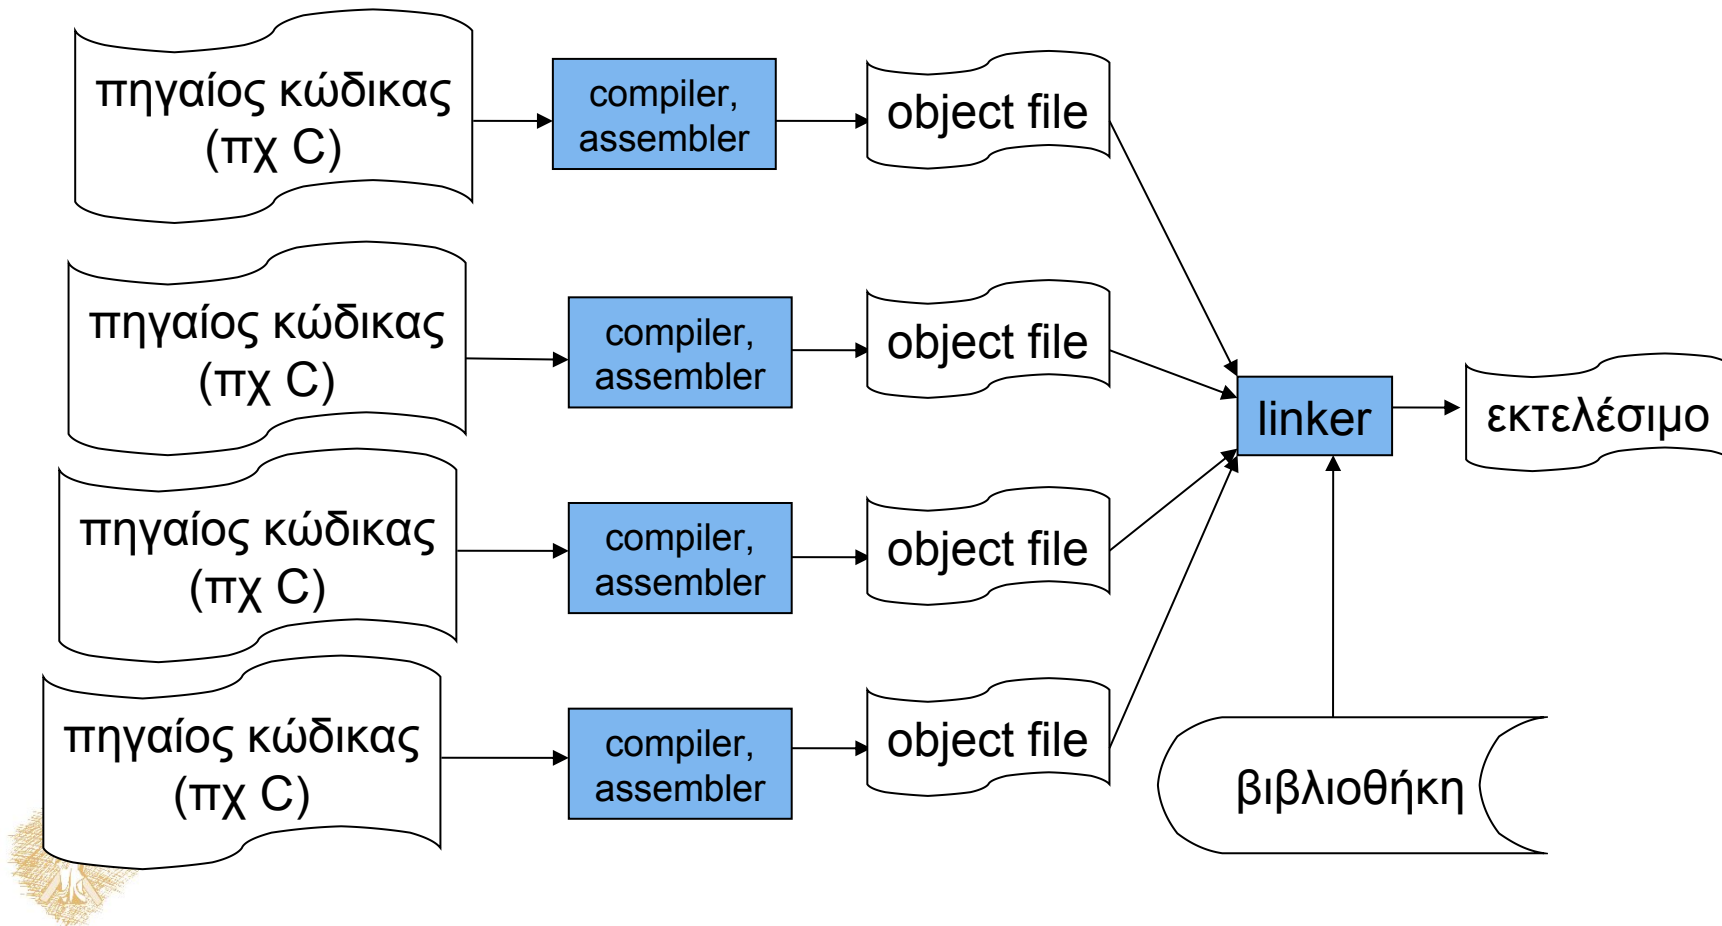 πηγαίος κώδικας
(πχ C)
compiler,
assembler
object file
πηγαίος κώδικας
(πχ C)
compiler,
assembler
object file
linker
εκτελέσιμο
πηγαίος κώδικας
(πχ C)
compiler,
assembler
object file
πηγαίος κώδικας
(πχ C)
compiler,
assembler
object file
βιβλιοθήκη